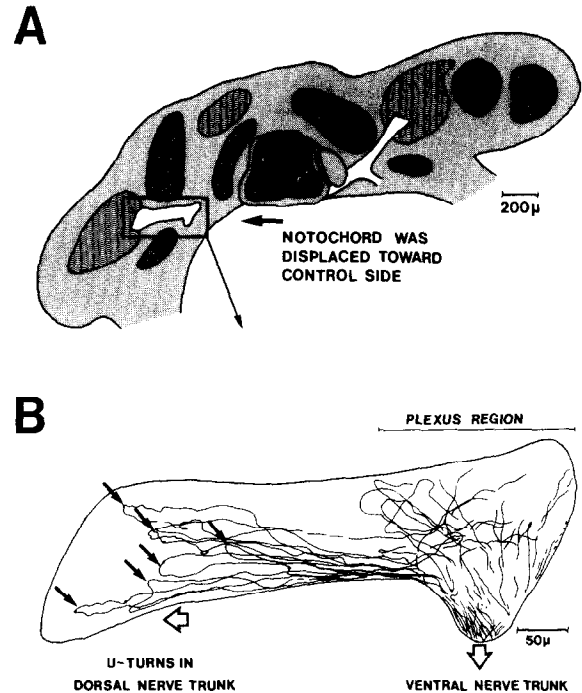 A
200µ
NOTOCHORD WAS
DISPLACED TOWARD
CONTROL SIDE
B
PLEXUS REGION
50µ
U-TURNS IN
DORSAL NERVE TRUNK
VENTRAL NERVE TRUNK